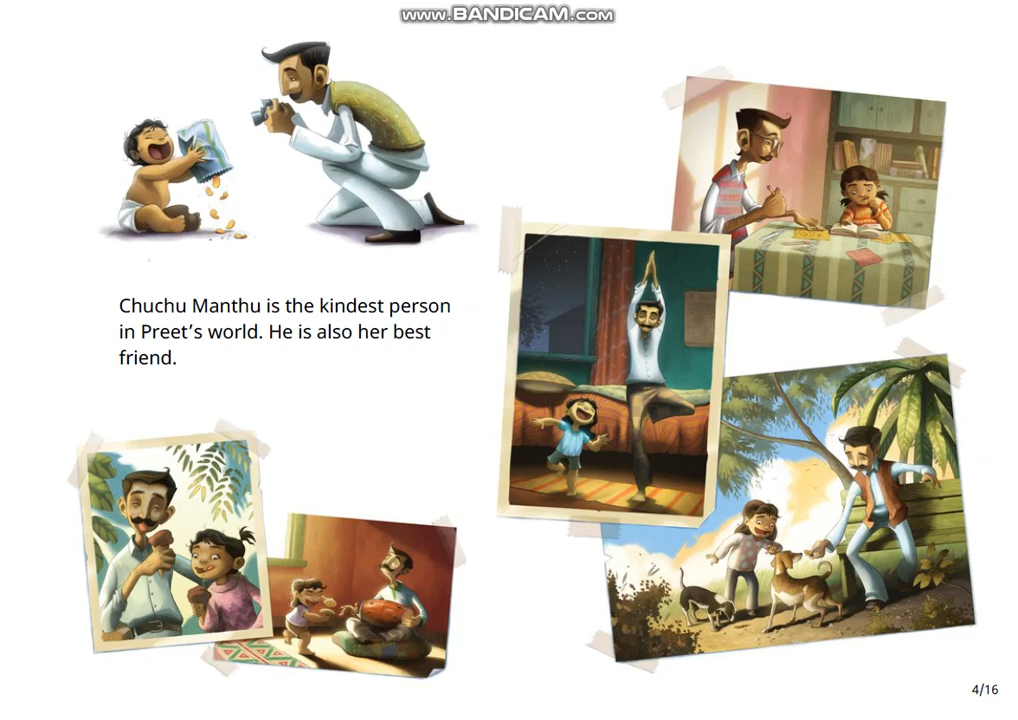 www.BANDICAM.com
Chuchu Manthu is the kindest person
in Preet’s world. He is also her best
friend.
4/16